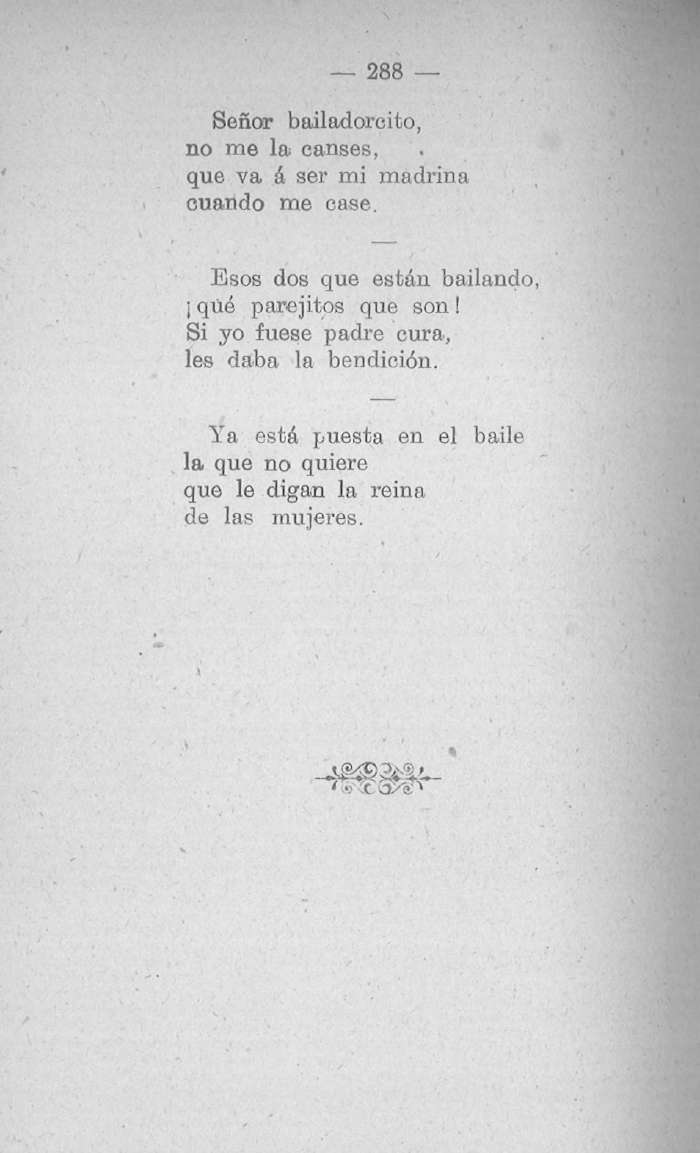 — 288 —
Señor bailadorcito,
no me la canses,
que va á ser mi madrina
cuando me case.
—
Esos dos que están bailando,
¡qué parejitos que son!
Si yo fuese padre cura,
les daba la bendición.
—
Ya está puesta en el baile
la que no quiere
que le digan la reina
de las mujeres.